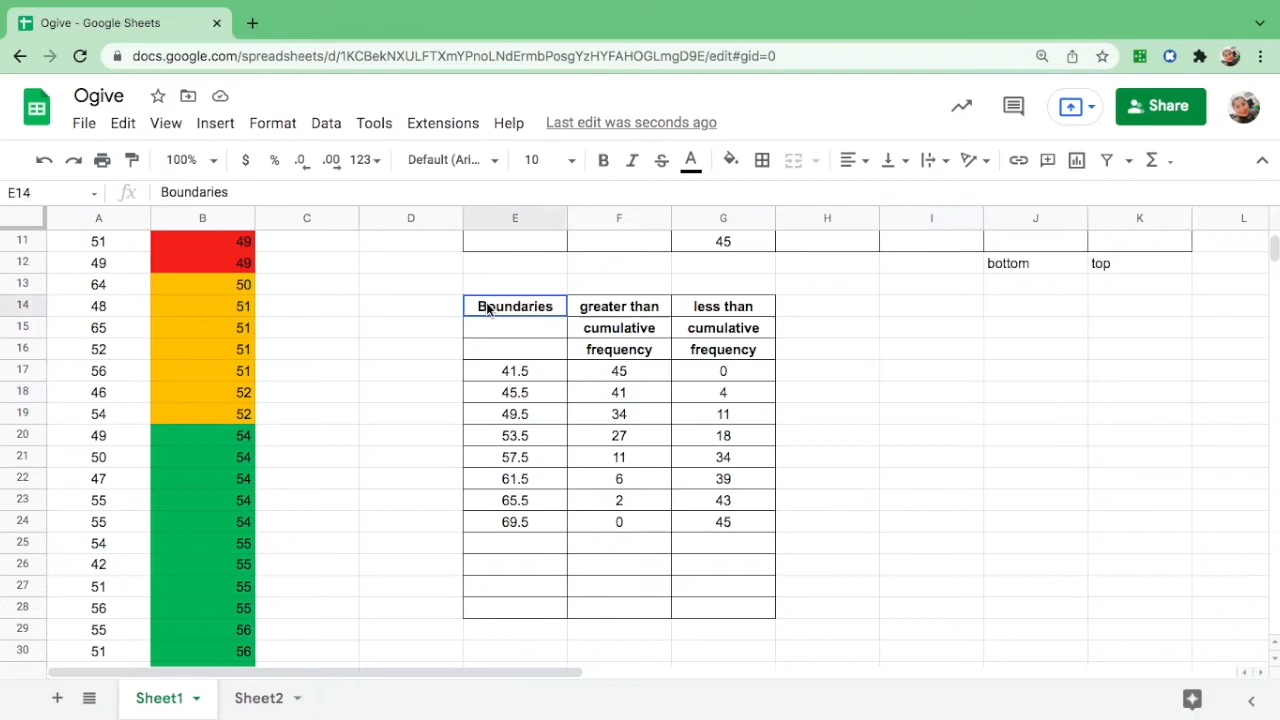 Ogive - Google Sheets
docs.google.com/spreadsheets/d/1KCBekNXULFTXmYPnoLNdErmbPosgYzHYFAHOGLmgD9E/edit#gid=0
Ogive
File Edit View Insert Format Data Tools Extensions Help Last edit was seconds ago
Share
100% $ % .0 .00 123 Default (Ari... 10 B I S A Σ
E14 fx Boundaries
A B C D E F G H I J K L
11 51 49 45
12 49 49 bottom top
13 64 50
14 48 51 Boundaries greater than less than
15 65 51 cumulative cumulative
16 52 51 frequency frequency
17 56 51 41.5 45 0
18 46 52 45.5 41 4
19 54 52 49.5 34 11
20 49 54 53.5 27 18
21 50 54 57.5 11 34
22 47 54 61.5 6 39
23 55 54 65.5 2 43
24 55 54 69.5 0 45
25 54 55
26 42 55
27 51 55
28 56 55
29 55 56
30 51 56
Sheet1 Sheet2